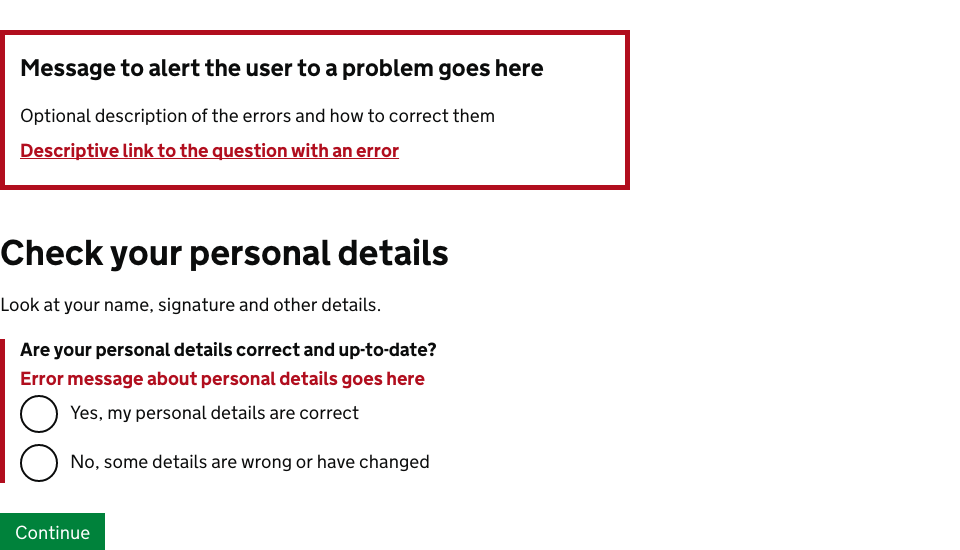 Message to alert the user to a problem goes here
Optional description of the errors and how to correct them
Descriptive link to the question with an error
Check your personal details
Look at your name, signature and other details.
Are your personal details correct and up-to-date?
Error message about personal details goes here
Yes, my personal details are correct
No, some details are wrong or have changed
Continue